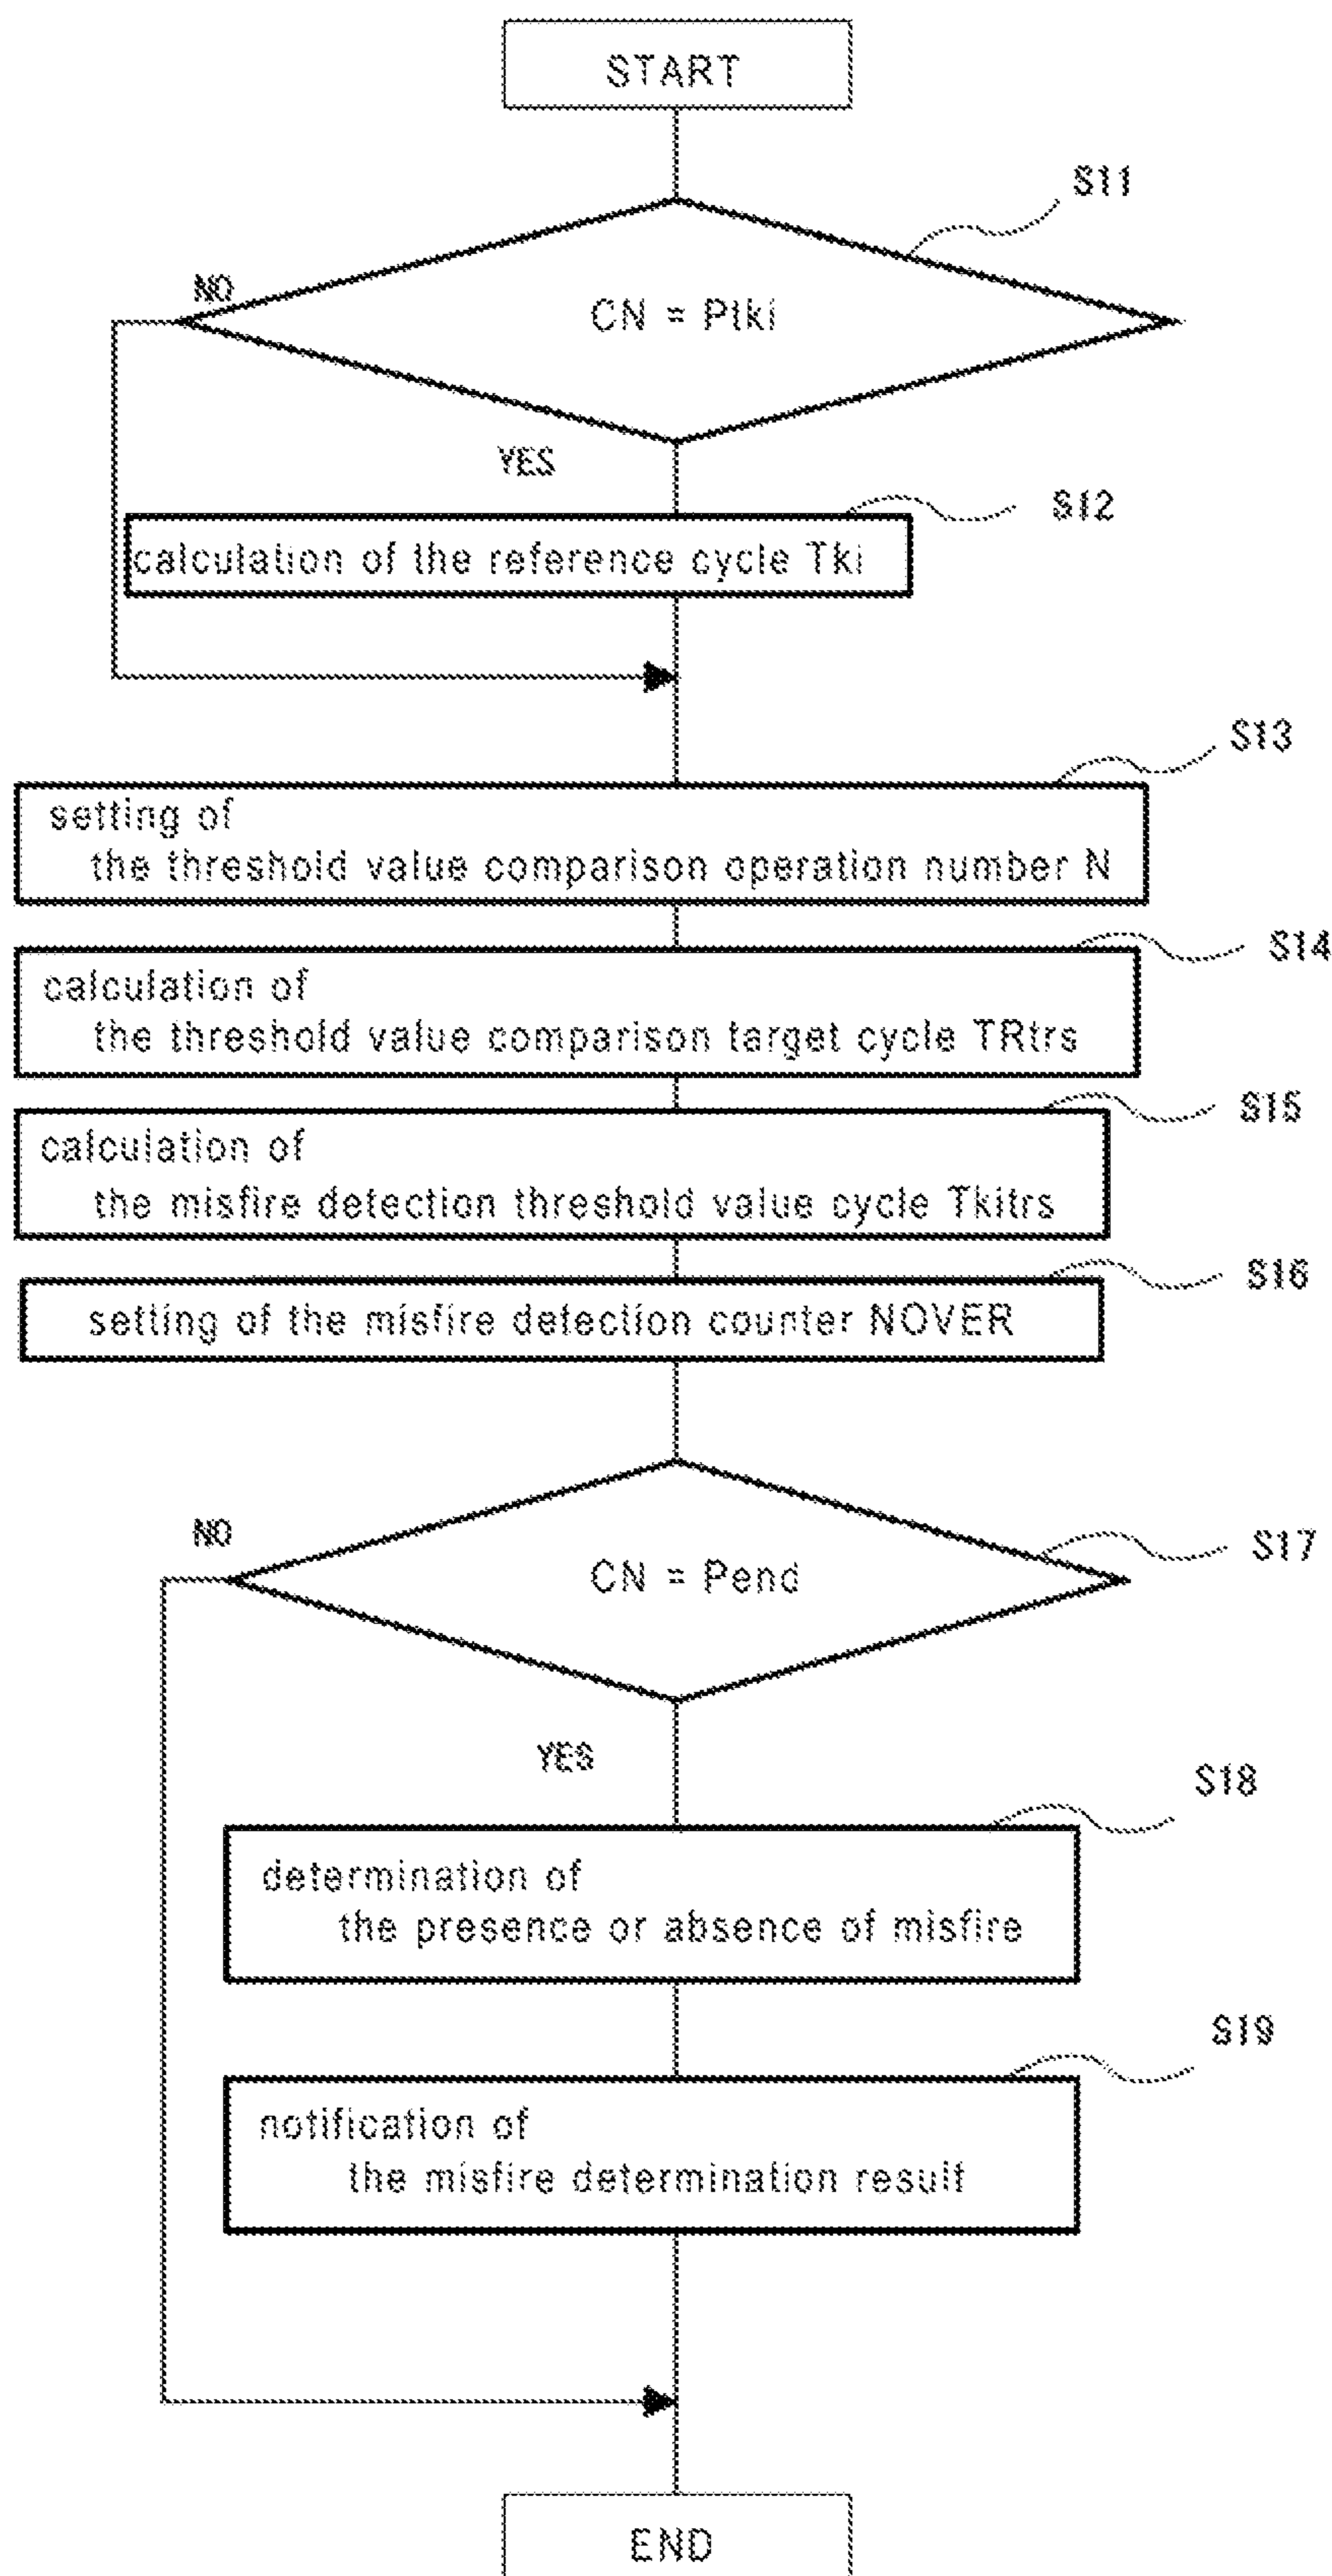 START
S11
NO
CN = Ptki
YES
S12
calculation of the reference cycle Tki
S13
setting of
the threshold value comparison operation number N
S14
calculation of
the threshold value comparison target cycle TRtrs
S15
calculation of
the misfire detection threshold value cycle Tkitrs
S16
setting of the misfire detection counter NOVER
NO
S17
CN = Pend
YES
S18
determination of
the presence or absence of misfire
S19
notification of
the misfire determination result
END